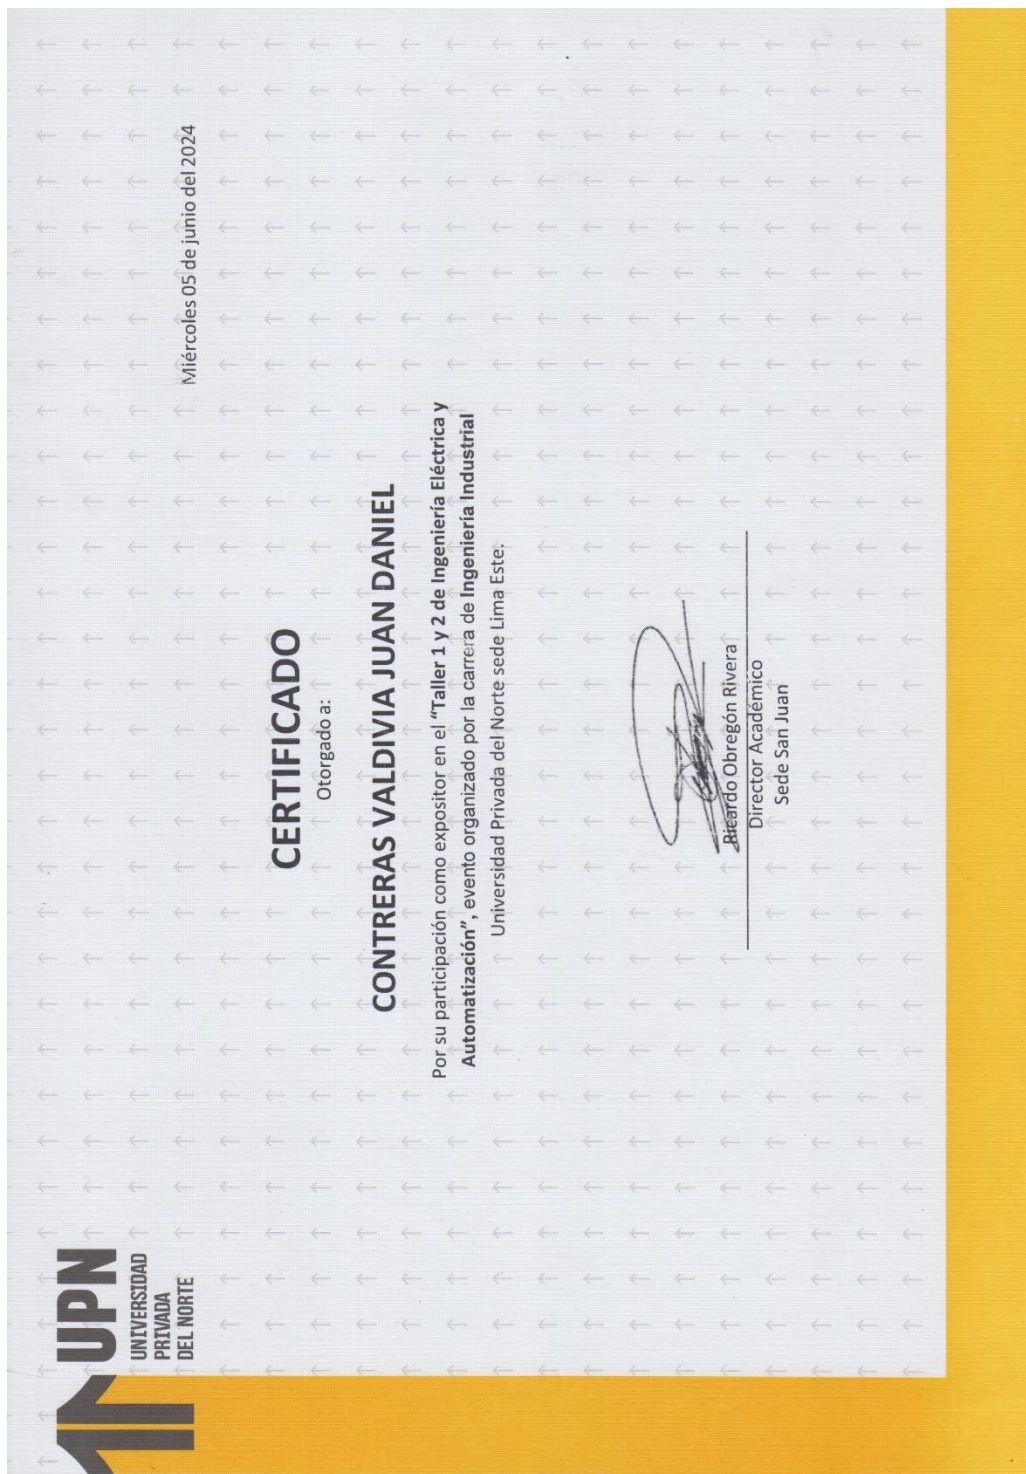 UPN
UNIVERSIDAD
PRIVADA
DEL NORTE
Miércoles 05 de junio del 2024
CERTIFICADO
Otorgado a:
CONTRERAS VALDIVIA JUAN DANIEL
Por su participación como expositor en el "Taller 1 y 2 de Ingeniería Eléctrica y
Automatización", evento organizado por la carrera de Ingeniería Industrial
Universidad Privada del Norte sede Lima Este.
Ricardo Obregón Rivera
Director Académico
Sede San Juan